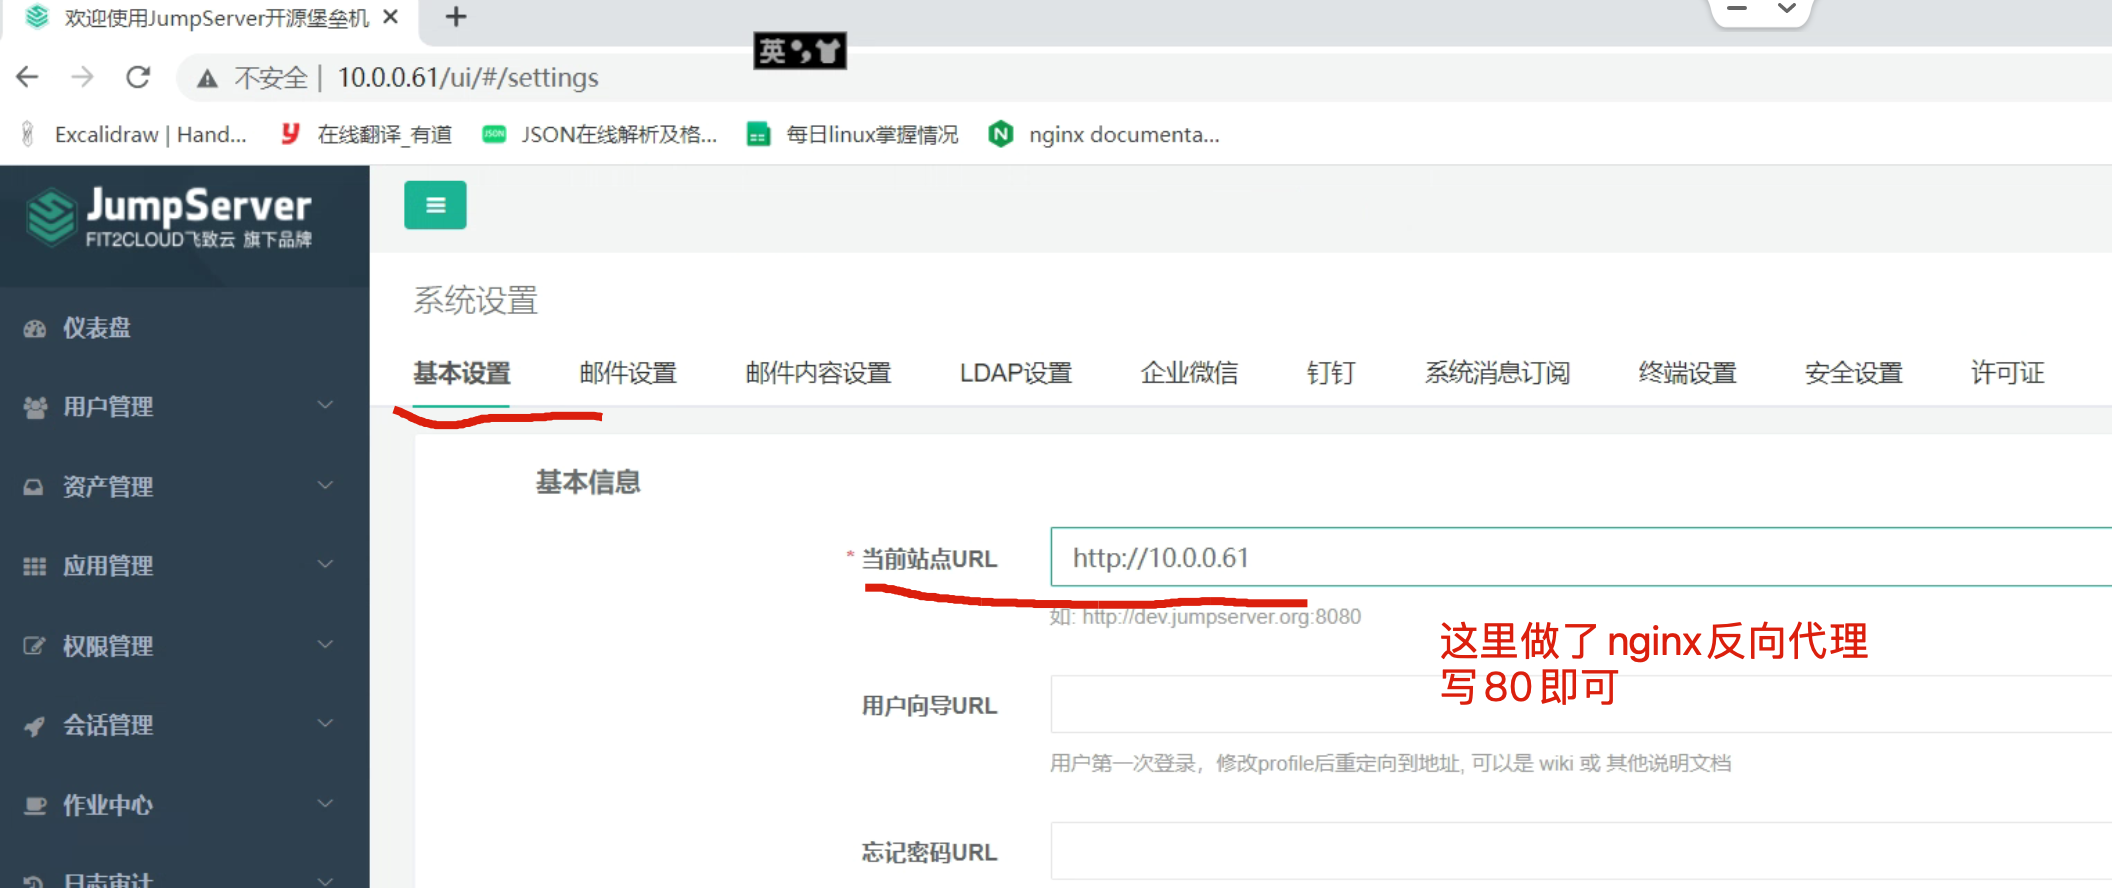 欢迎使用JumpServer开源堡垒机
英
不安全 | 10.0.0.61/ui/#/settings
Excalidraw | Hand...
在线翻译_有道
JSON在线解析及格...
每日linux掌握情况
nginx documenta...
JumpServer
FIT2CLOUD飞致云 旗下品牌
仪表盘
用户管理
资产管理
应用管理
权限管理
会话管理
作业中心
日志审计
系统设置
基本设置 邮件设置 邮件内容设置 LDAP设置 企业微信 钉钉 系统消息订阅 终端设置 安全设置 许可证
基本信息
* 当前站点URL http://10.0.0.61
如: http://dev.jumpserver.org:8080
这里做了nginx反向代理
写80即可
用户向导URL
用户第一次登录，修改profile后重定向到地址, 可以是 wiki 或 其他说明文档
忘记密码URL